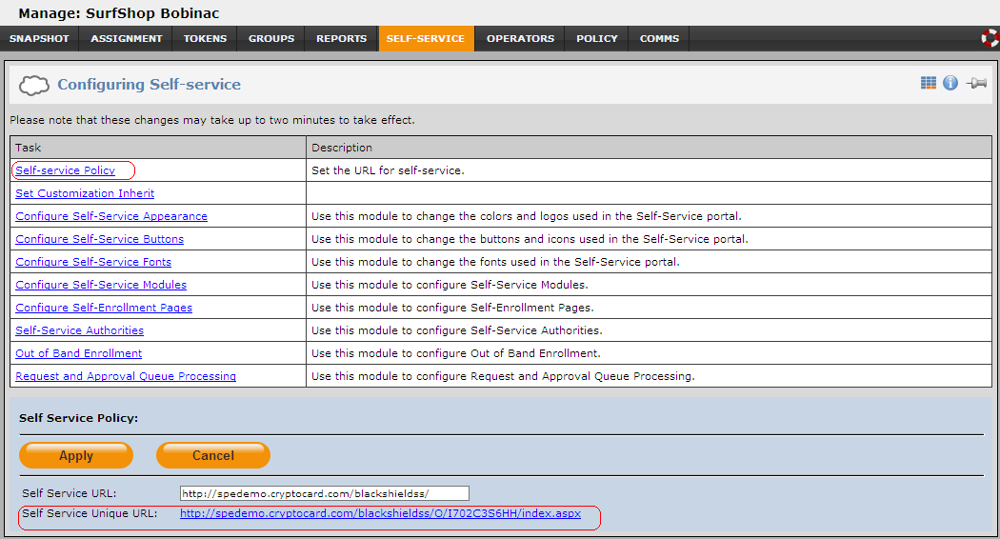 Manage: SurfShop Bobinac
SNAPSHOT ASSIGNMENT TOKENS GROUPS REPORTS SELF-SERVICE OPERATORS POLICY COMMS
Configuring Self-service
Please note that these changes may take up to two minutes to take effect.
Task Description
Self-service Policy Set the URL for self-service.
Set Customization Inherit
Configure Self-Service Appearance Use this module to change the colors and logos used in the Self-Service portal.
Configure Self-Service Buttons Use this module to change the buttons and icons used in the Self-Service portal.
Configure Self-Service Fonts Use this module to change the fonts used in the Self-Service portal.
Configure Self-Service Modules Use this module to configure Self-Service Modules.
Configure Self-Enrollment Pages Use this module to configure Self-Enrollment Pages.
Self-Service Authorities Use this module to configure Self-Service Authorities.
Out of Band Enrollment Use this module to configure Out of Band Enrollment.
Request and Approval Queue Processing Use this module to configure Request and Approval Queue Processing.
Self Service Policy:
Apply Cancel
Self Service URL: http://spedemo.cryptocard.com/blackshieldss/
Self Service Unique URL: http://spedemo.cryptocard.com/blackshieldss/O/I702C3S6HH/index.aspx